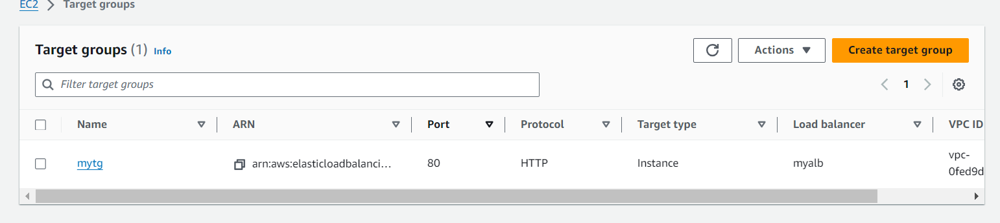 EC2 > Target groups
Target groups (1) Info
Actions
Create target group
Filter target groups
1
Name ARN Port Protocol Target type Load balancer VPC ID
mytg arn:aws:elasticloadbalanci... 80 HTTP Instance myalb vpc-
0fed9d